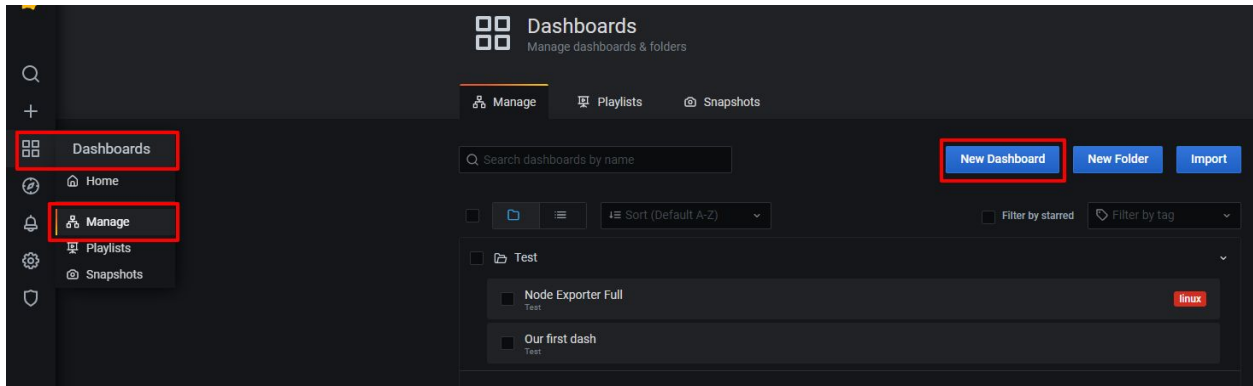 Dashboards
Manage dashboards & folders
Manage
Playlists
Snapshots
Dashboards
Home
Manage
Playlists
Snapshots
Search dashboards by name
New Dashboard
New Folder
Import
Sort (Default A-Z)
Filter by starred
Filter by tag
Test
Node Exporter Full
Test
linux
Our first dash
Test